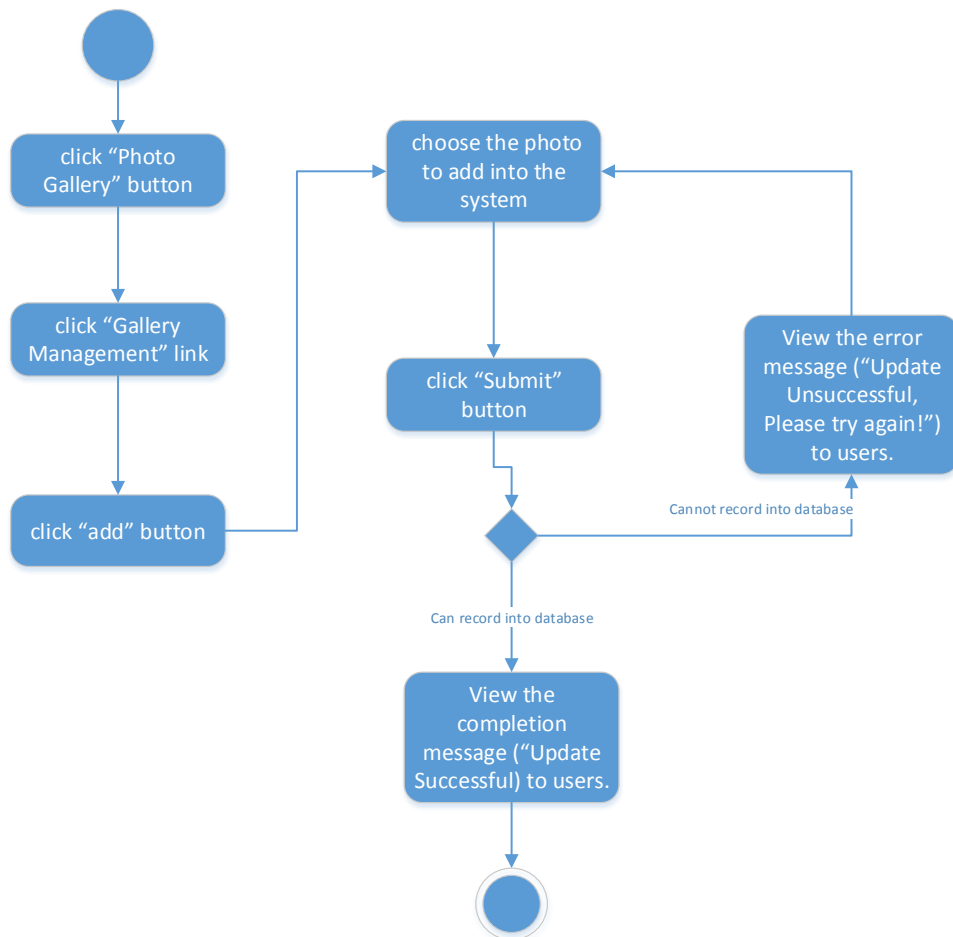 click “Photo
Gallery” button
click “Gallery
Management” link
click “add” button
choose the photo
to add into the
system
click “Submit”
button
View the error
message (“Update
Unsuccessful,
Please try again!”)
to users.
Cannot record into database
Can record into database
View the
completion
message (“Update
Successful) to users.